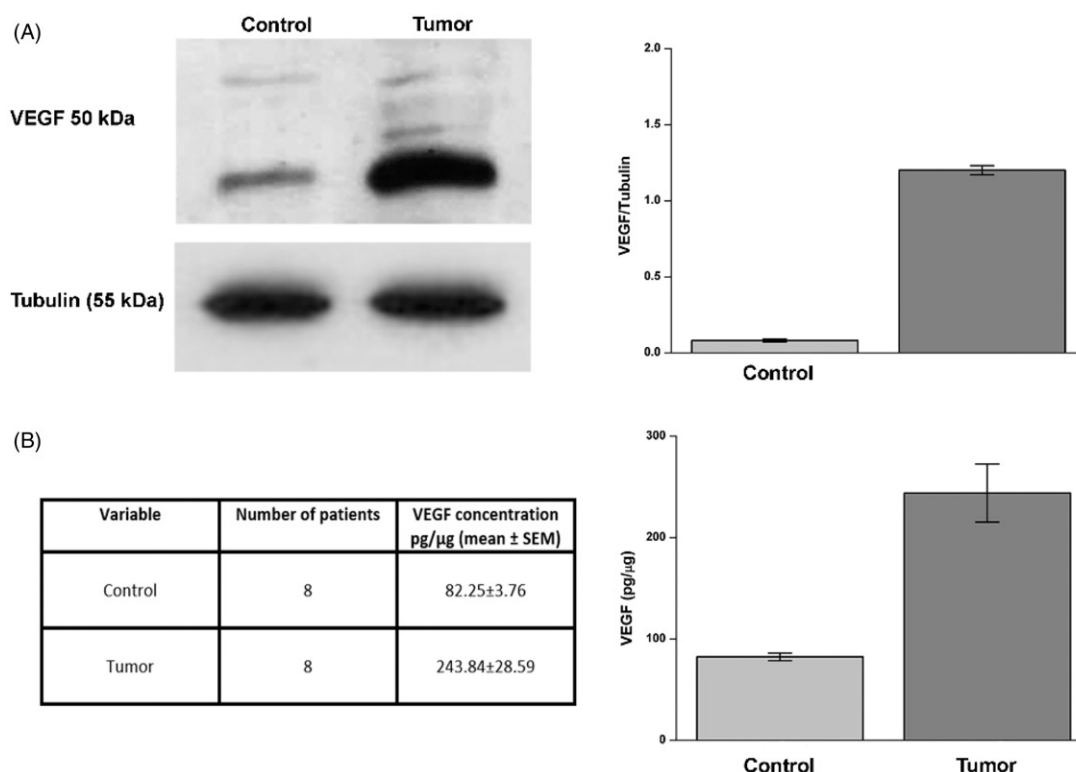 (A)
Control Tumor
VEGF 50 kDa
Tubulin (55 kDa)
2.0
1.5
1.0
0.5
0.0
VEGF/Tubulin
Control
(B)
Variable Number of patients VEGF concentration
pg/µg (mean ± SEM)
Control 8 82.25±3.76
Tumor 8 243.84±28.59
300
200
100
0
VEGF (pg/µg)
Control Tumor